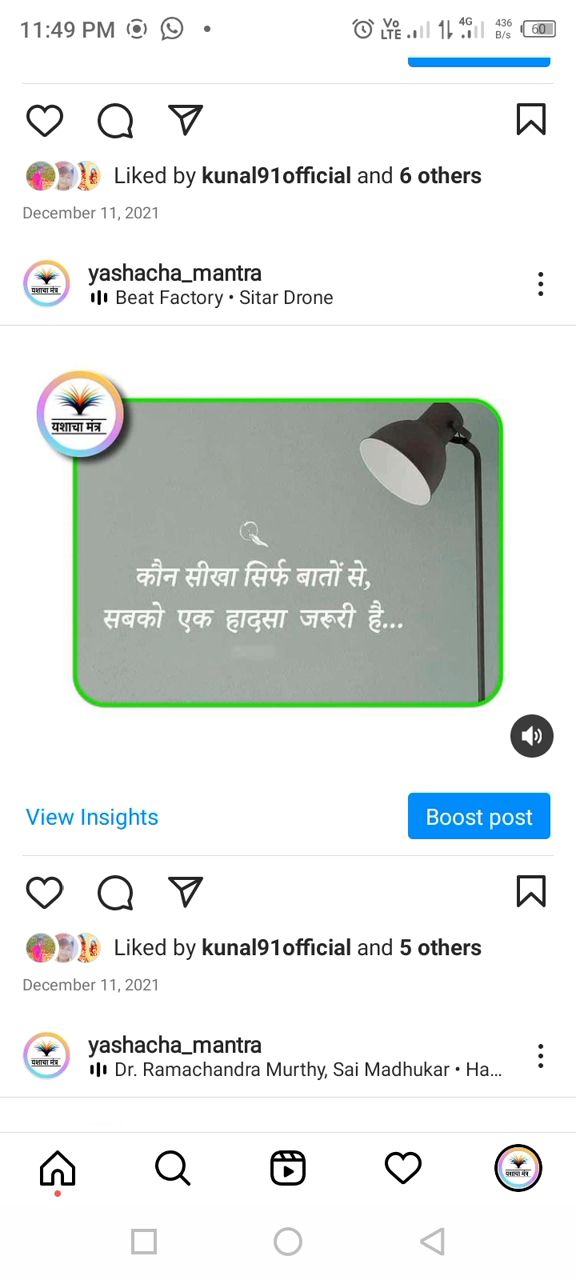 11:49 PM
Vo LTE 4G 436 B/s 60
Liked by kunal91official and 6 others
December 11, 2021
yashacha_mantra
Beat Factory • Sitar Drone
यशाचा मंत्र
कौन सीखा सिर्फ बातों से,
सबको एक हादसा जरूरी है...
View Insights
Boost post
Liked by kunal91official and 5 others
December 11, 2021
yashacha_mantra
Dr. Ramachandra Murthy, Sai Madhukar • Ha...